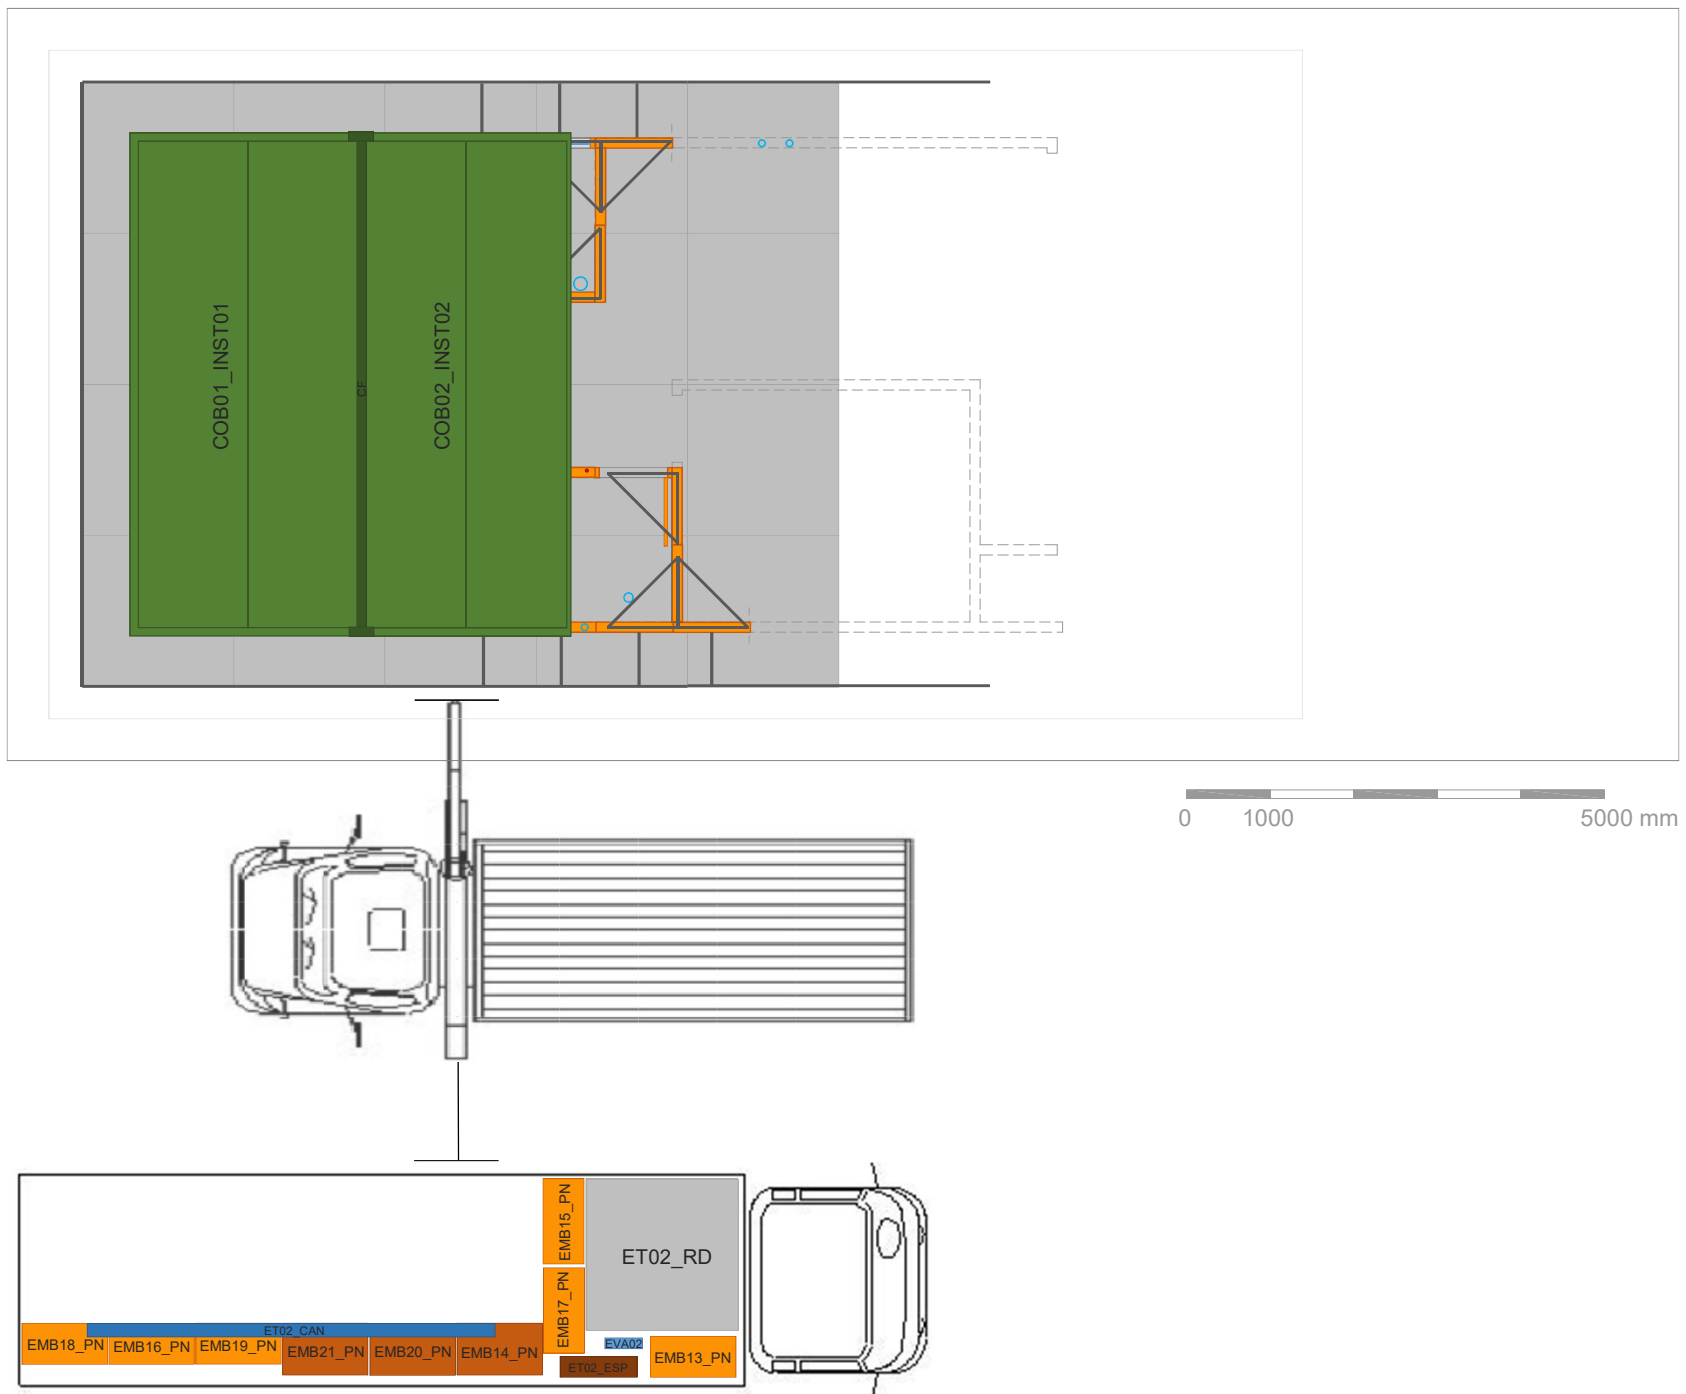 COB01_INST01
CF
COB02_INST02
0 1000 5000 mm
EMB15_PN
ET02_RD
EMB17_PN
ET02_CAN
EMB18_PN
EMB16_PN
EMB19_PN
EMB21_PN
EMB20_PN
EMB14_PN
EVA02
ET02_ESP
EMB13_PN